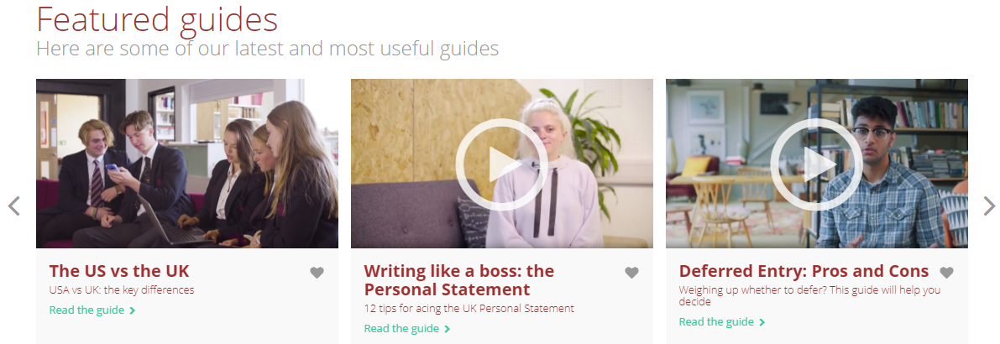 Featured guides
Here are some of our latest and most useful guides
The US vs the UK
USA vs UK: the key differences
Read the guide
Writing like a boss: the
Personal Statement
12 tips for acing the UK Personal Statement
Read the guide
Deferred Entry: Pros and Cons
Weighing up whether to defer? This guide will help you
decide
Read the guide